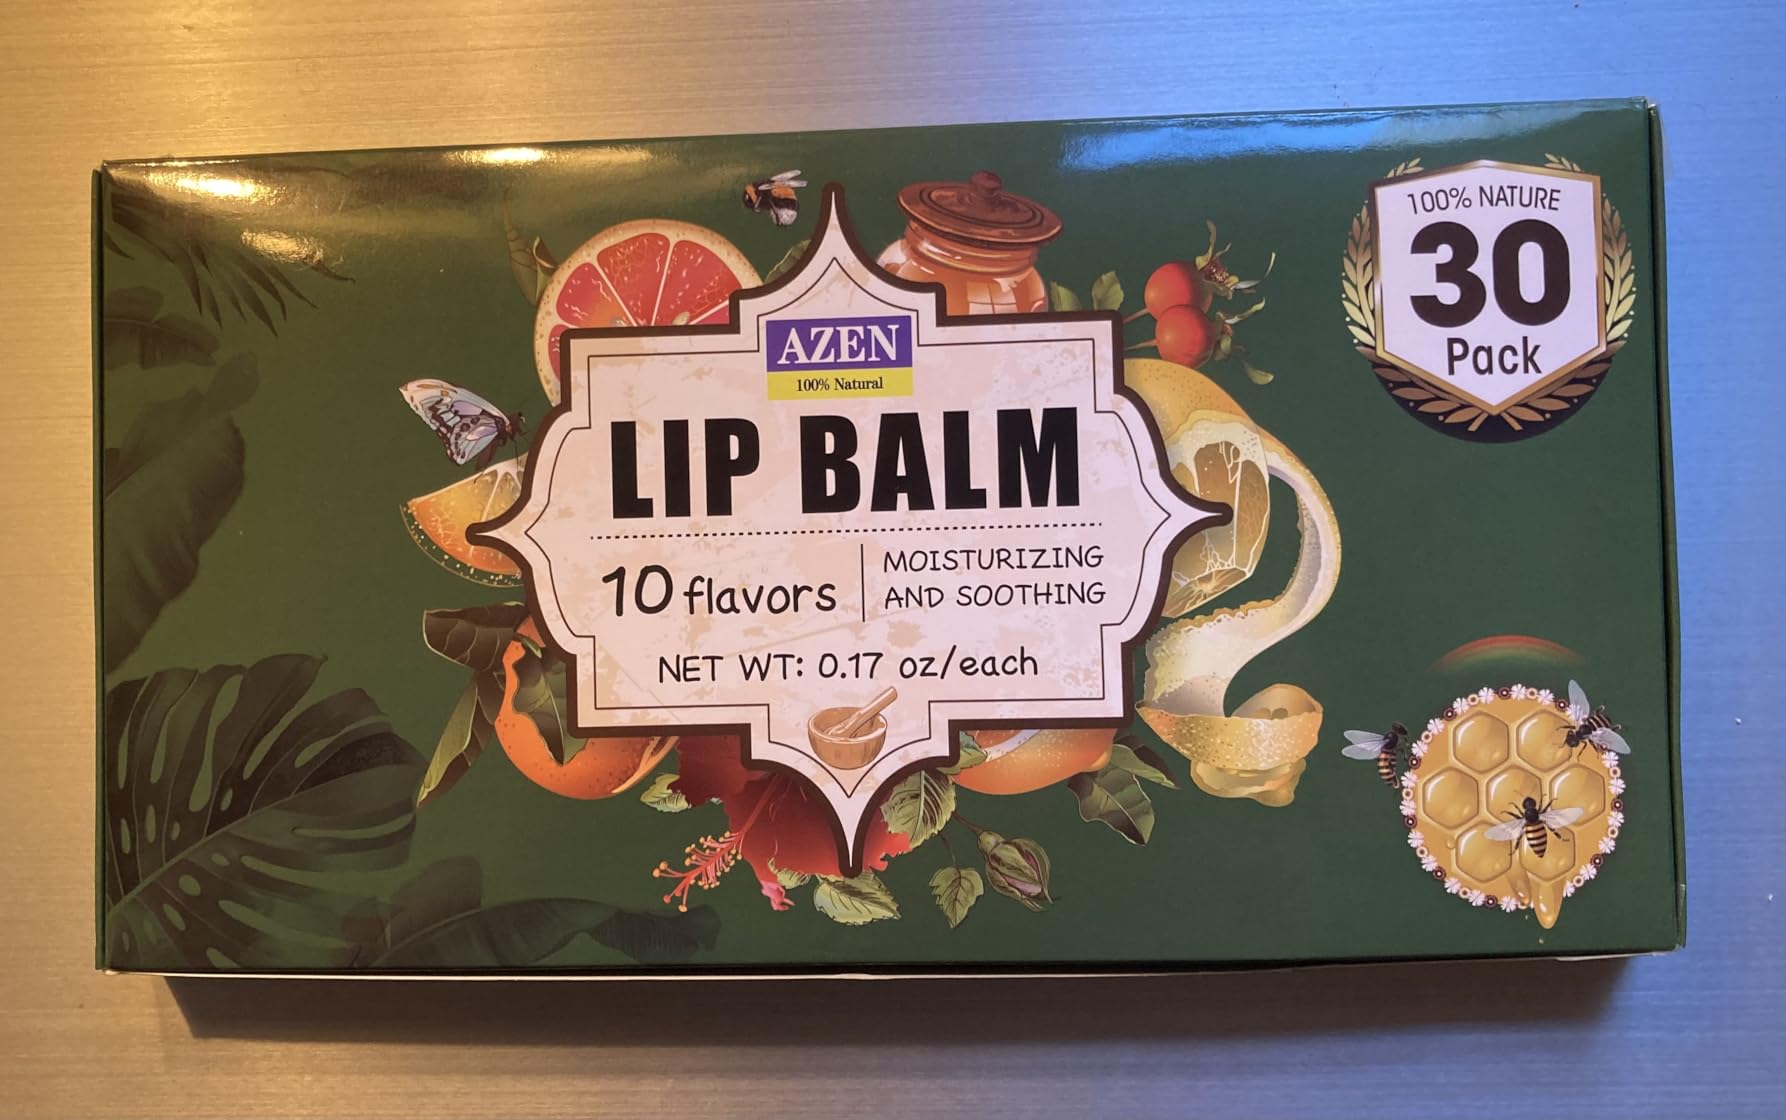 100% NATURE
30
Pack
AZEN
100% Natural
LIP BALM
10 flavors
MOISTURIZING
AND SOOTHING
NET WT: 0.17 oz/each